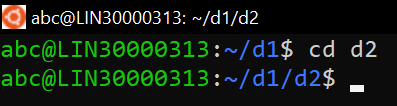 abc@LIN30000313: ~/d1/d2
abc@LIN30000313:~/d1$ cd d2
abc@LIN30000313:~/d1/d2$